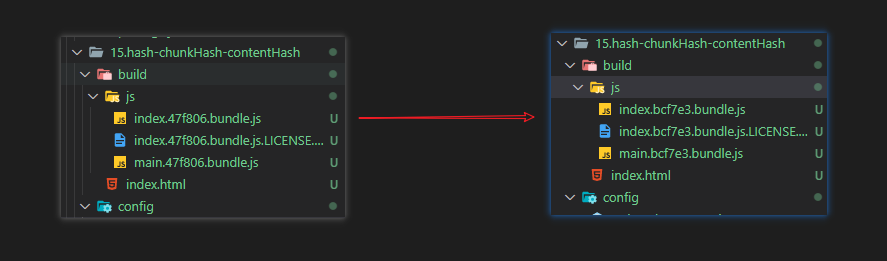 15.hash-chunkHash-contentHash
build
js
index.47f806.bundle.js U
index.47f806.bundle.js.LICENSE.... U
main.47f806.bundle.js U
index.html U
config
15.hash-chunkHash-contentHash
build
js
index.bcf7e3.bundle.js U
index.bcf7e3.bundle.js.LICENSE.... U
main.bcf7e3.bundle.js U
index.html U
config